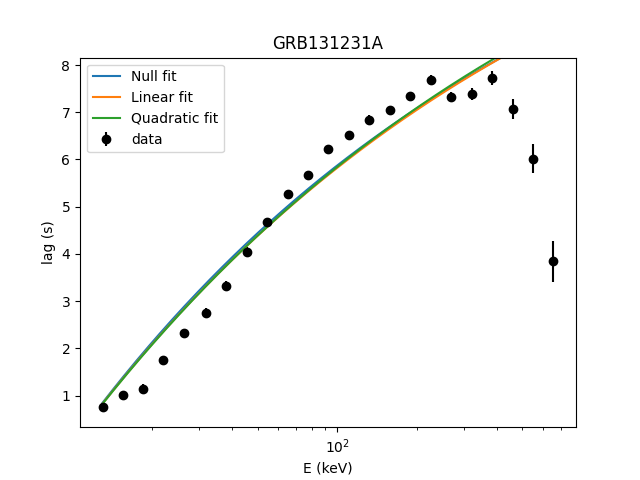 GRB131231A
8
7
6
5
4
3
2
1
lag (s)
Null fit
Linear fit
Quadratic fit
data
10²
E (keV)